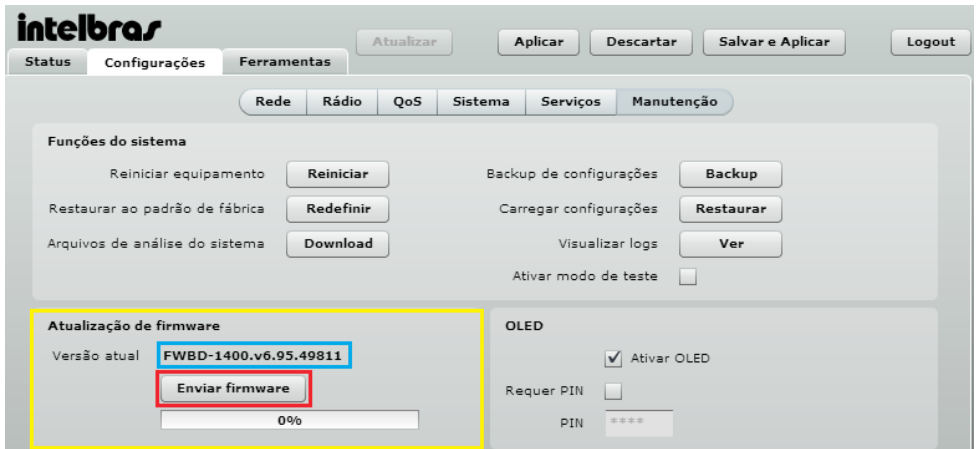 intelbras
Atualizar
Aplicar
Descartar
Salvar e Aplicar
Logout
Status
Configurações
Ferramentas
Rede
Rádio
QoS
Sistema
Serviços
Manutenção
Funções do sistema
Reiniciar equipamento
Reiniciar
Backup de configurações
Backup
Restaurar ao padrão de fábrica
Redefinir
Carregar configurações
Restaurar
Arquivos de análise do sistema
Download
Visualizar logs
Ver
Ativar modo de teste
Atualização de firmware
Versão atual
FWBD-1400.v6.95.49811
Enviar firmware
0%
OLED
Ativar OLED
Requer PIN
PIN
****